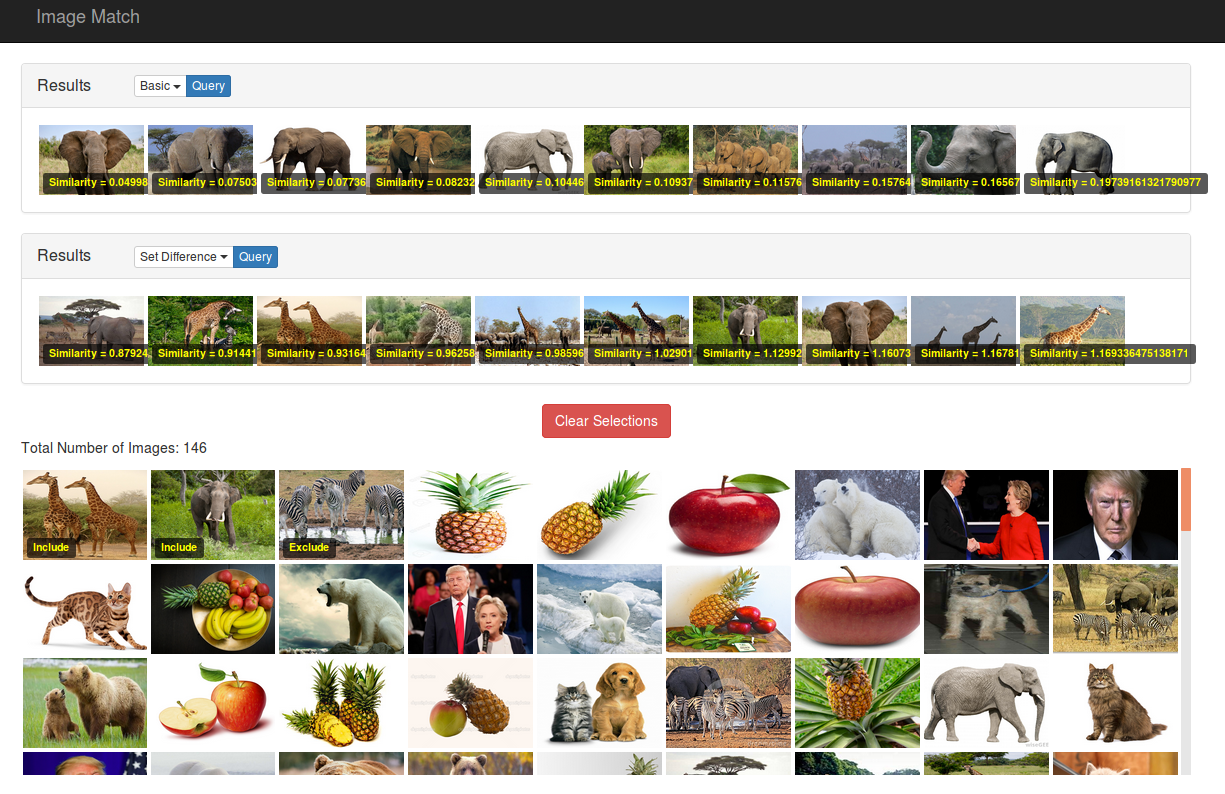 Image Match
Results Basic Query
Similarity = 0.04998 Similarity = 0.07503 Similarity = 0.07736 Similarity = 0.08232 Similarity = 0.10446 Similarity = 0.10937 Similarity = 0.11576 Similarity = 0.15764 Similarity = 0.16567 Similarity = 0.19739161321790977
Results Set Difference Query
Similarity = 0.87924 Similarity = 0.91441 Similarity = 0.93164 Similarity = 0.96258 Similarity = 0.98596 Similarity = 1.02901 Similarity = 1.12992 Similarity = 1.16073 Similarity = 1.16781 Similarity = 1.169336475138171
Clear Selections
Total Number of Images: 146
Include Include Exclude